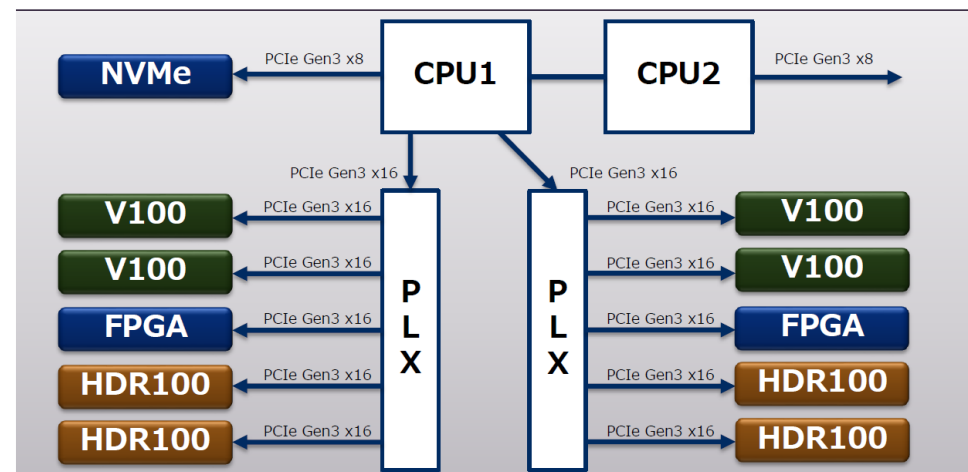 NVMe
PCIe Gen3 x8
CPU1
CPU2
PCIe Gen3 x8
PCIe Gen3 x16
PCIe Gen3 x16
V100
PCIe Gen3 x16
V100
PCIe Gen3 x16
FPGA
PCIe Gen3 x16
HDR100
PCIe Gen3 x16
HDR100
PCIe Gen3 x16
P
L
X
P
L
X
PCIe Gen3 x16
V100
PCIe Gen3 x16
V100
PCIe Gen3 x16
FPGA
PCIe Gen3 x16
HDR100
PCIe Gen3 x16
HDR100